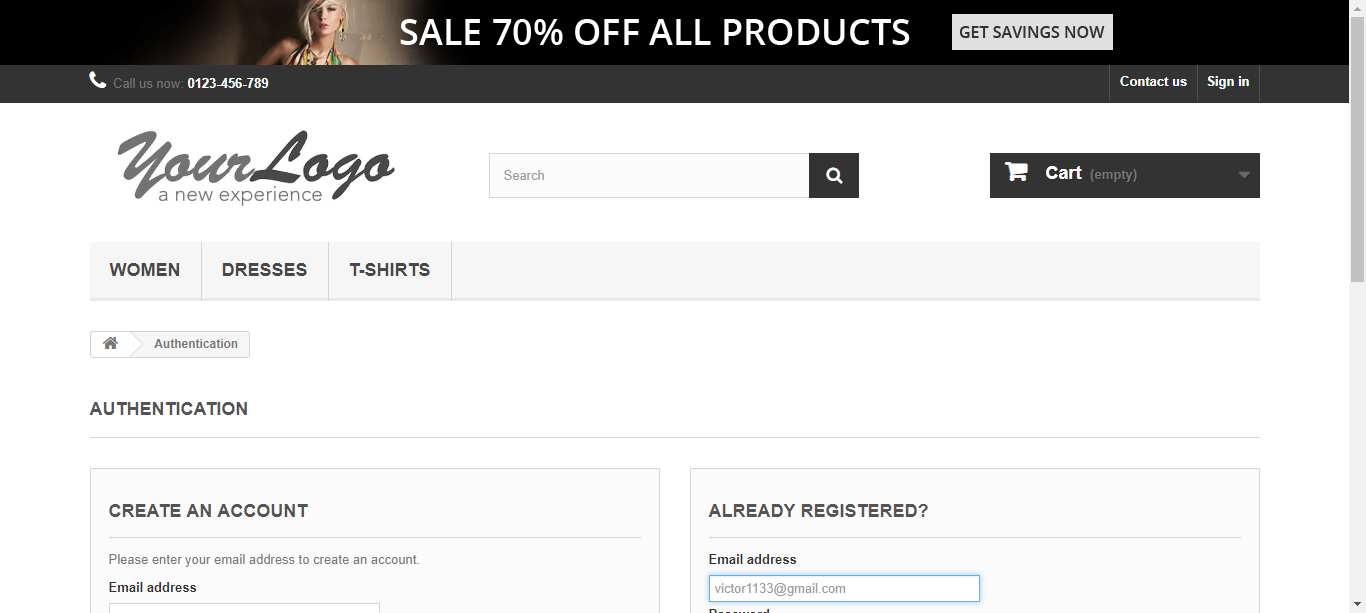 SALE 70% OFF ALL PRODUCTS GET SAVINGS NOW
Call us now: 0123-456-789 Contact us Sign in
YourLogo
a new experience
Search
Cart (empty)
WOMEN DRESSES T-SHIRTS
Authentication
AUTHENTICATION
CREATE AN ACCOUNT
Please enter your email address to create an account.
Email address
ALREADY REGISTERED?
Email address
victor1133@gmail.com
Password